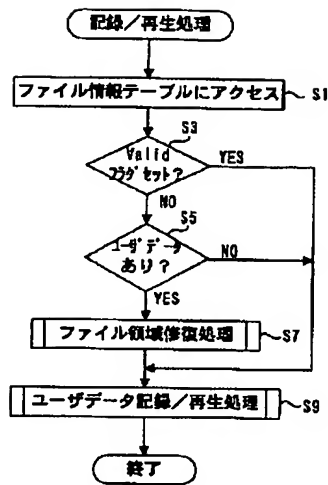 記録/再生処理
ファイル情報テーブルにアクセス
S1
S3
Valid
フラグセット?
YES
NO
S5
ユーザデータ
あり?
NO
YES
ファイル領域修復処理
S7
ユーザデータ記録/再生処理
S9
終了